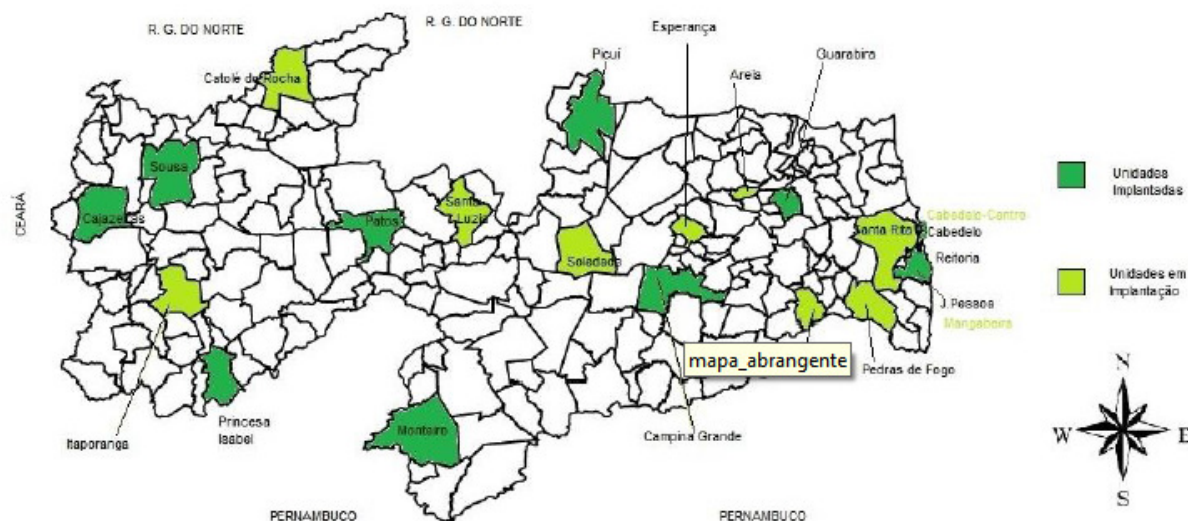 R. G. DO NORTE
R. G. DO NORTE
Esperança
Picuí
Guarabira
Areia
Catolé do Rocha
Sousa
Cajazeiras
CEARÁ
Patos
Santa
Luzia
Soledade
Santa Rita
Cabedelo-Centro
Cabedelo
Reitoria
J.Pessoa
Mangabeira
Pedras de Fogo
mapa_abrangente
Campina Grande
Monteiro
Princesa
Isabel
Itaporanga
PERNAMBUCO
PERNAMBUCO
Unidades
Implantadas
Unidades em
Implantação
N
W
E
S